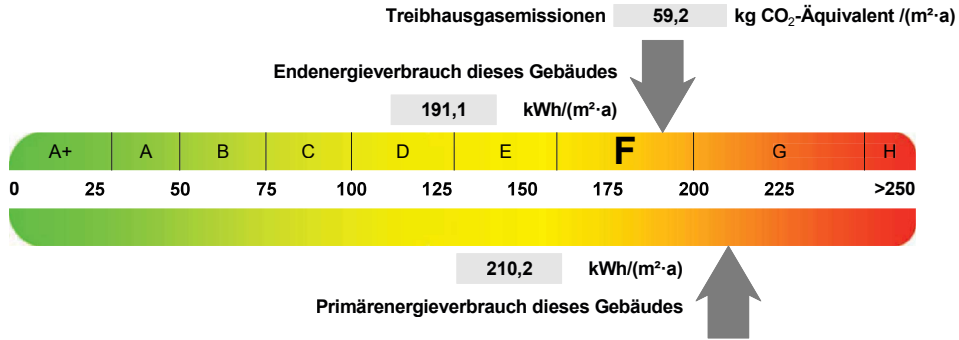 Treibhausgasemissionen 59,2 kg CO₂-Äquivalent /(m²·a)
Endenergieverbrauch dieses Gebäudes
191,1 kWh/(m²·a)
A+ A B C D E F G H
0 25 50 75 100 125 150 175 200 225 >250
210,2 kWh/(m²·a)
Primärenergieverbrauch dieses Gebäudes